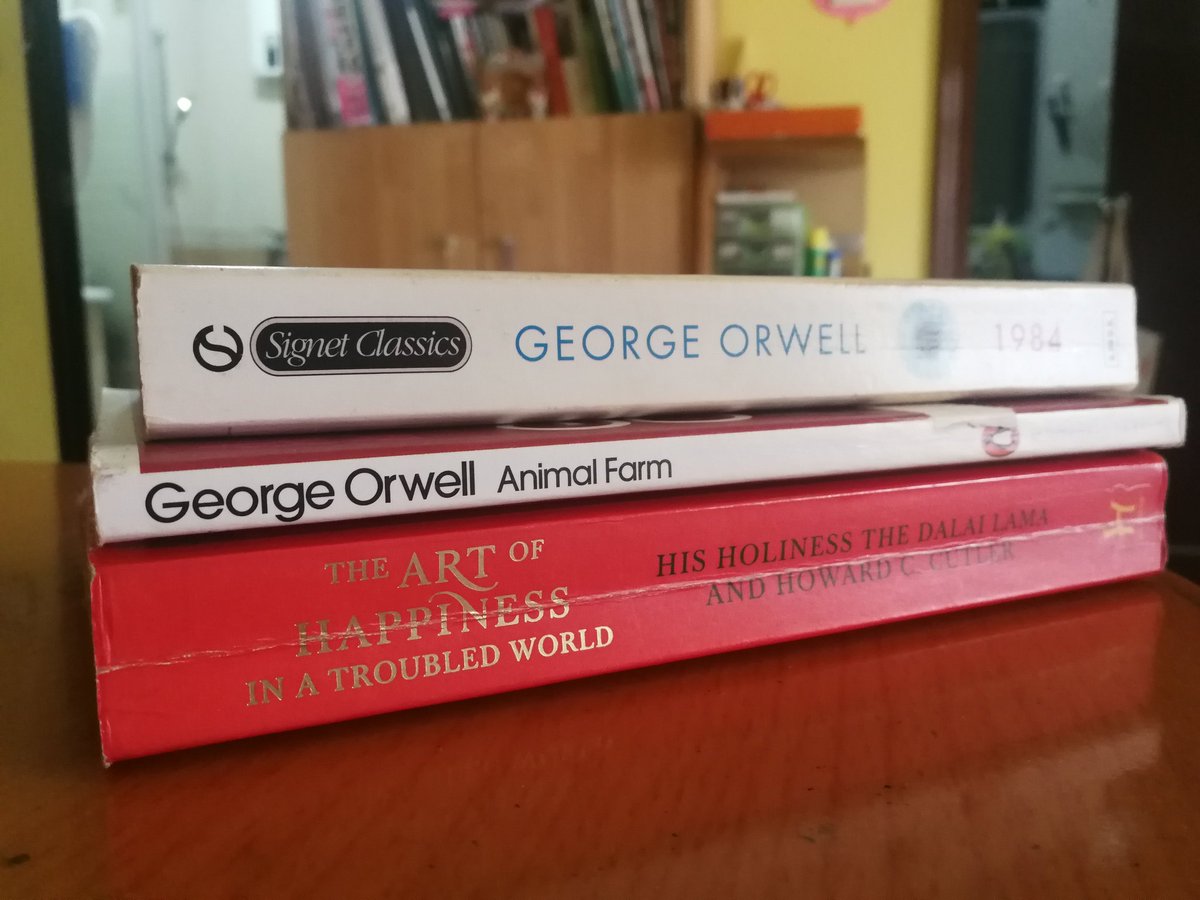 Signet Classics GEORGE ORWELL 1984
George Orwell Animal Farm
THE ART OF
HAPPINESS
IN A TROUBLED WORLD
HIS HOLINESS THE DALAI LAMA
AND HOWARD C. CUTLER
H